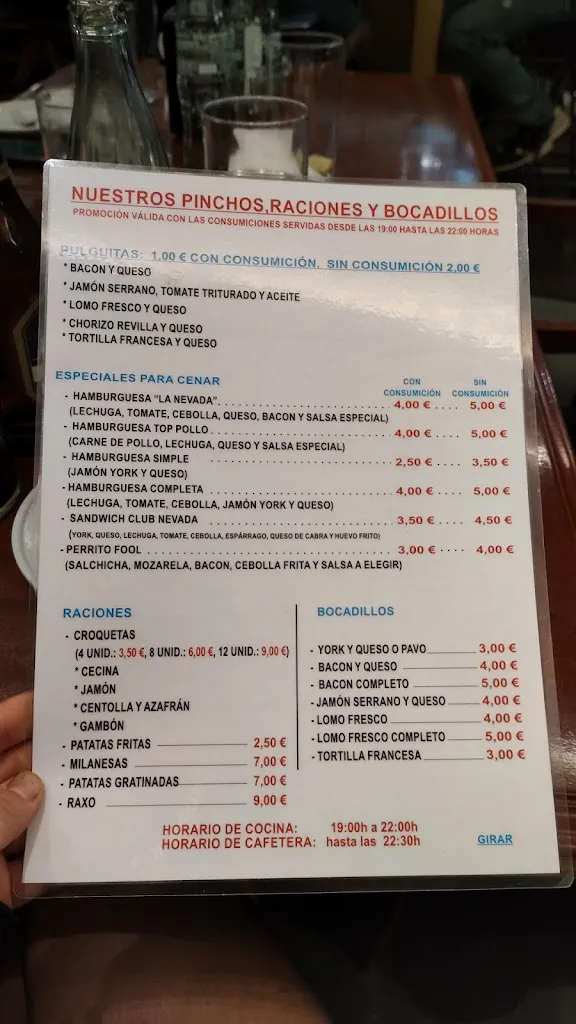 NUESTROS PINCHOS,RACIONES Y BOCADILLOS
PROMOCIÓN VÁLIDA CON LAS CONSUMICIONES SERVIDAS DESDE LAS 19:00 HASTA LAS 22:00 HORAS
PULGUITAS: 1,00 € CON CONSUMICIÓN, SIN CONSUMICIÓN 2,00 €
* BACON Y QUESO
* JAMÓN SERRANO, TOMATE TRITURADO Y ACEITE
* LOMO FRESCO Y QUESO
* CHORIZO REVILLA Y QUESO
* TORTILLA FRANCESA Y QUESO
ESPECIALES PARA CENAR CON CONSUMICIÓN SIN CONSUMICIÓN
- HAMBURGUESA "LA NEVADA" 4,00 € .... 5,00 €
(LECHUGA, TOMATE, CEBOLLA, QUESO, BACON Y SALSA ESPECIAL)
- HAMBURGUESA TOP POLLO 4,00 € .... 5,00 €
(CARNE DE POLLO, LECHUGA, QUESO Y SALSA ESPECIAL)
- HAMBURGUESA SIMPLE 2,50 € .... 3,50 €
(JAMÓN YORK Y QUESO)
-HAMBURGUESA COMPLETA 4,00 € .... 5,00 €
(LECHUGA, TOMATE, CEBOLLA, JAMÓN YORK Y QUESO)
- SANDWICH CLUB NEVADA 3,50 € .... 4,50 €
(YORK, QUESO, LECHUGA, TOMATE, CEBOLLA, ESPÁRRAGO, QUESO DE CABRA Y HUEVO FRITO)
-PERRITO FOOL 3,00 € .... 4,00 €
(SALCHICHA, MOZARELA, BACON, CEBOLLA FRITA Y SALSA A ELEGIR)
RACIONES
- CROQUETAS
(4 UNID.: 3,50 €, 8 UNID.: 6,00 €, 12 UNID.: 9,00 €)
* CECINA
* JAMÓN
* CENTOLLA Y AZAFRÁN
* GAMBÓN
- PATATAS FRITAS 2,50 €
- MILANESAS 7,00 €
- PATATAS GRATINADAS 7,00 €
- RAXO 9,00 €
BOCADILLOS
- YORK Y QUESO O PAVO 3,00 €
- BACON Y QUESO 4,00 €
- BACON COMPLETO 5,00 €
-JAMÓN SERRANO Y QUESO 4,00 €
- LOMO FRESCO 4,00 €
-LOMO FRESCO COMPLETO 5,00 €
-TORTILLA FRANCESA 3,00 €
HORARIO DE COCINA: 19:00h a 22:00h
HORARIO DE CAFETERA: hasta las 22:30h
GIRAR